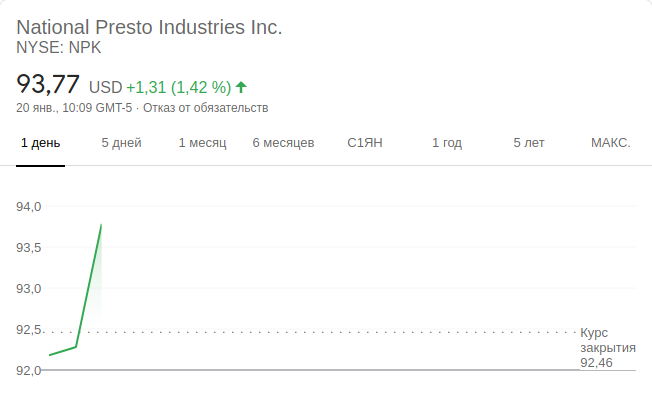 National Presto Industries Inc.
NYSE: NPK
93,77 USD +1,31 (1,42 %)
20 янв., 10:09 GMT-5 · Отказ от обязательств
1 день 5 дней 1 месяц 6 месяцев С1ЯН 1 год 5 лет МАКС.
94,0
93,5
93,0
92,5
Курс
закрытия
92,46
92,0